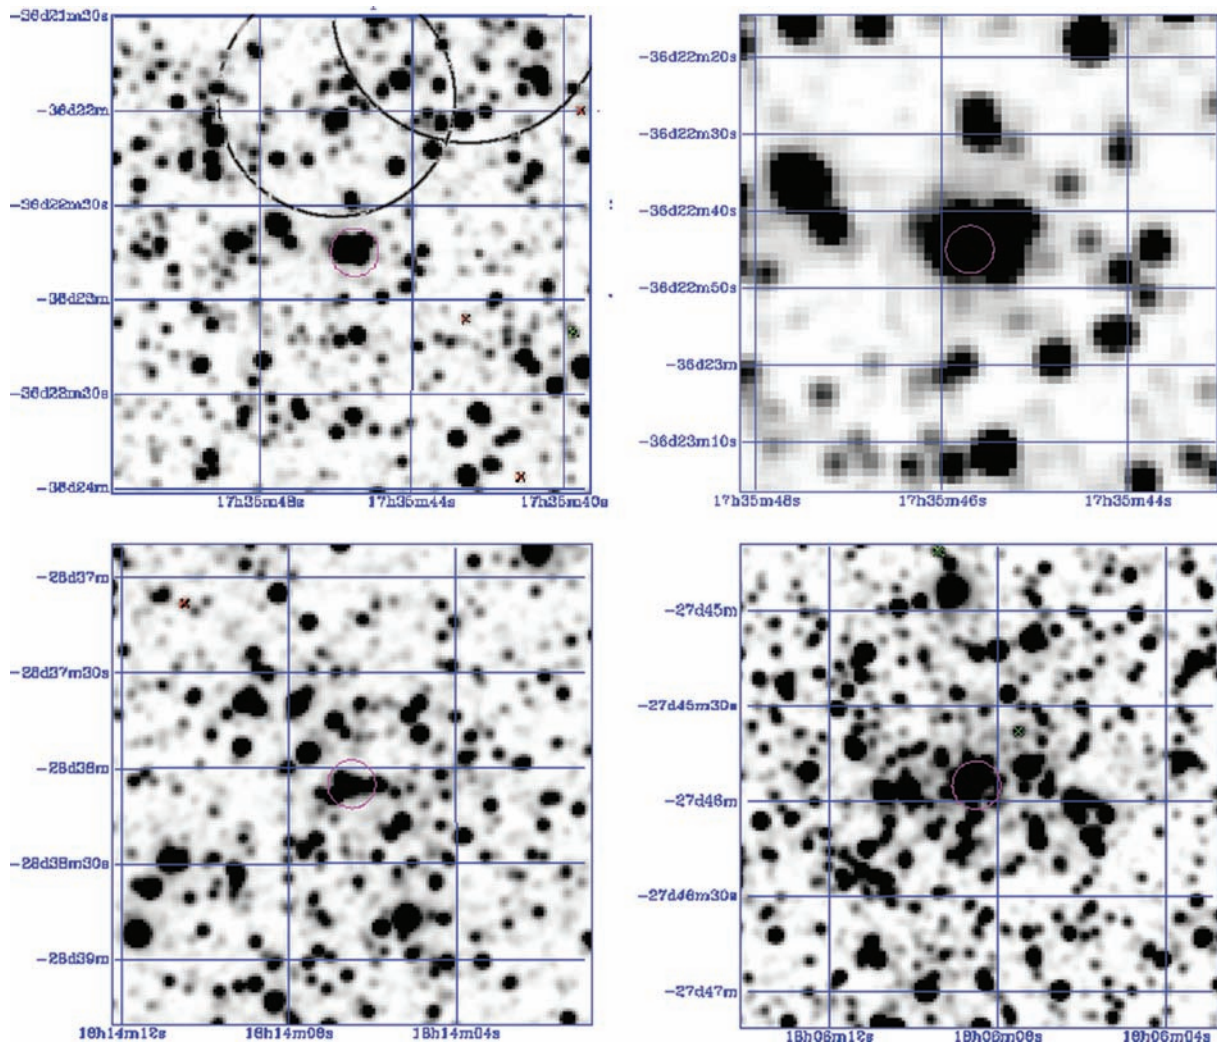 -36d21m30s
-36d22m
-36d22m30s
-36d23m
-36d22m30s
-36d24m
17h35m48s 17h35m44s 17h35m40s
-36d22m20s
-36d22m30s
-36d22m40s
-36d22m50s
-36d23m
-36d23m10s
17h35m48s 17h35m46s 17h35m44s
-28d37m
-28d37m30s
-28d38m
-28d38m30s
-28d39m
18h14m12s 18h14m08s 18h14m04s
-27d45m
-27d45m30s
-27d46m
-27d46m30s
-27d47m
18h06m12s 18h06m08s 18h06m04s